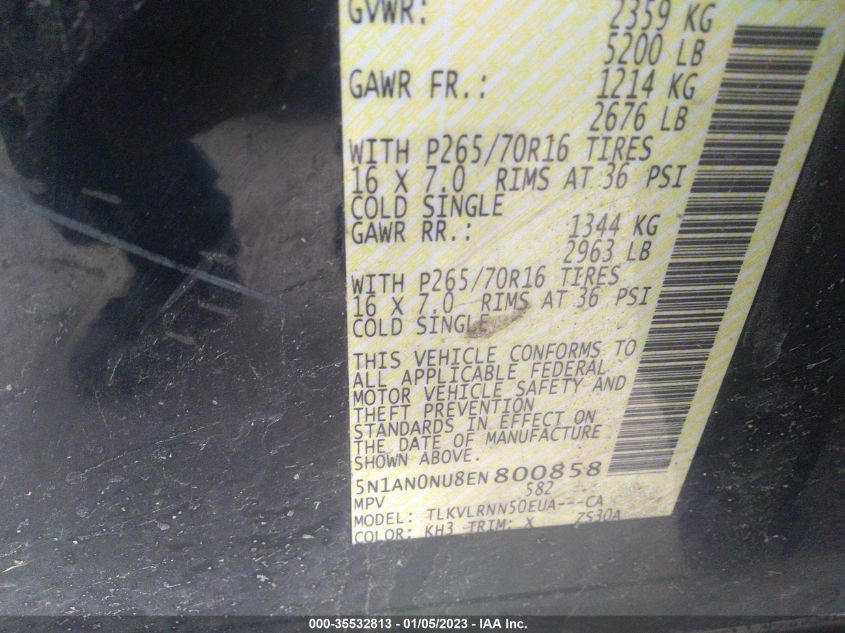 GVWR: 2359 KG
5200 LB
GAWR FR.: 1214 KG
2676 LB
WITH P265/70R16 TIRES
16 X 7.0 RIMS AT 36 PSI
COLD SINGLE
GAWR RR.: 1344 KG
2963 LB
WITH P265/70R16 TIRES
16 X 7.0 RIMS AT 36 PSI
COLD SINGLE
THIS VEHICLE CONFORMS TO
ALL APPLICABLE FEDERAL
MOTOR VEHICLE SAFETY AND
THEFT PREVENTION
STANDARDS IN EFFECT ON
THE DATE OF MANUFACTURE
SHOWN ABOVE.
5N1AN0NU8EN800858
MPV 582
MODEL: TLKVLRNN50EUA---CA
COLOR: KH3 TRIM: X ZS30A
000-35532813 - 01/05/2023 - IAA Inc.